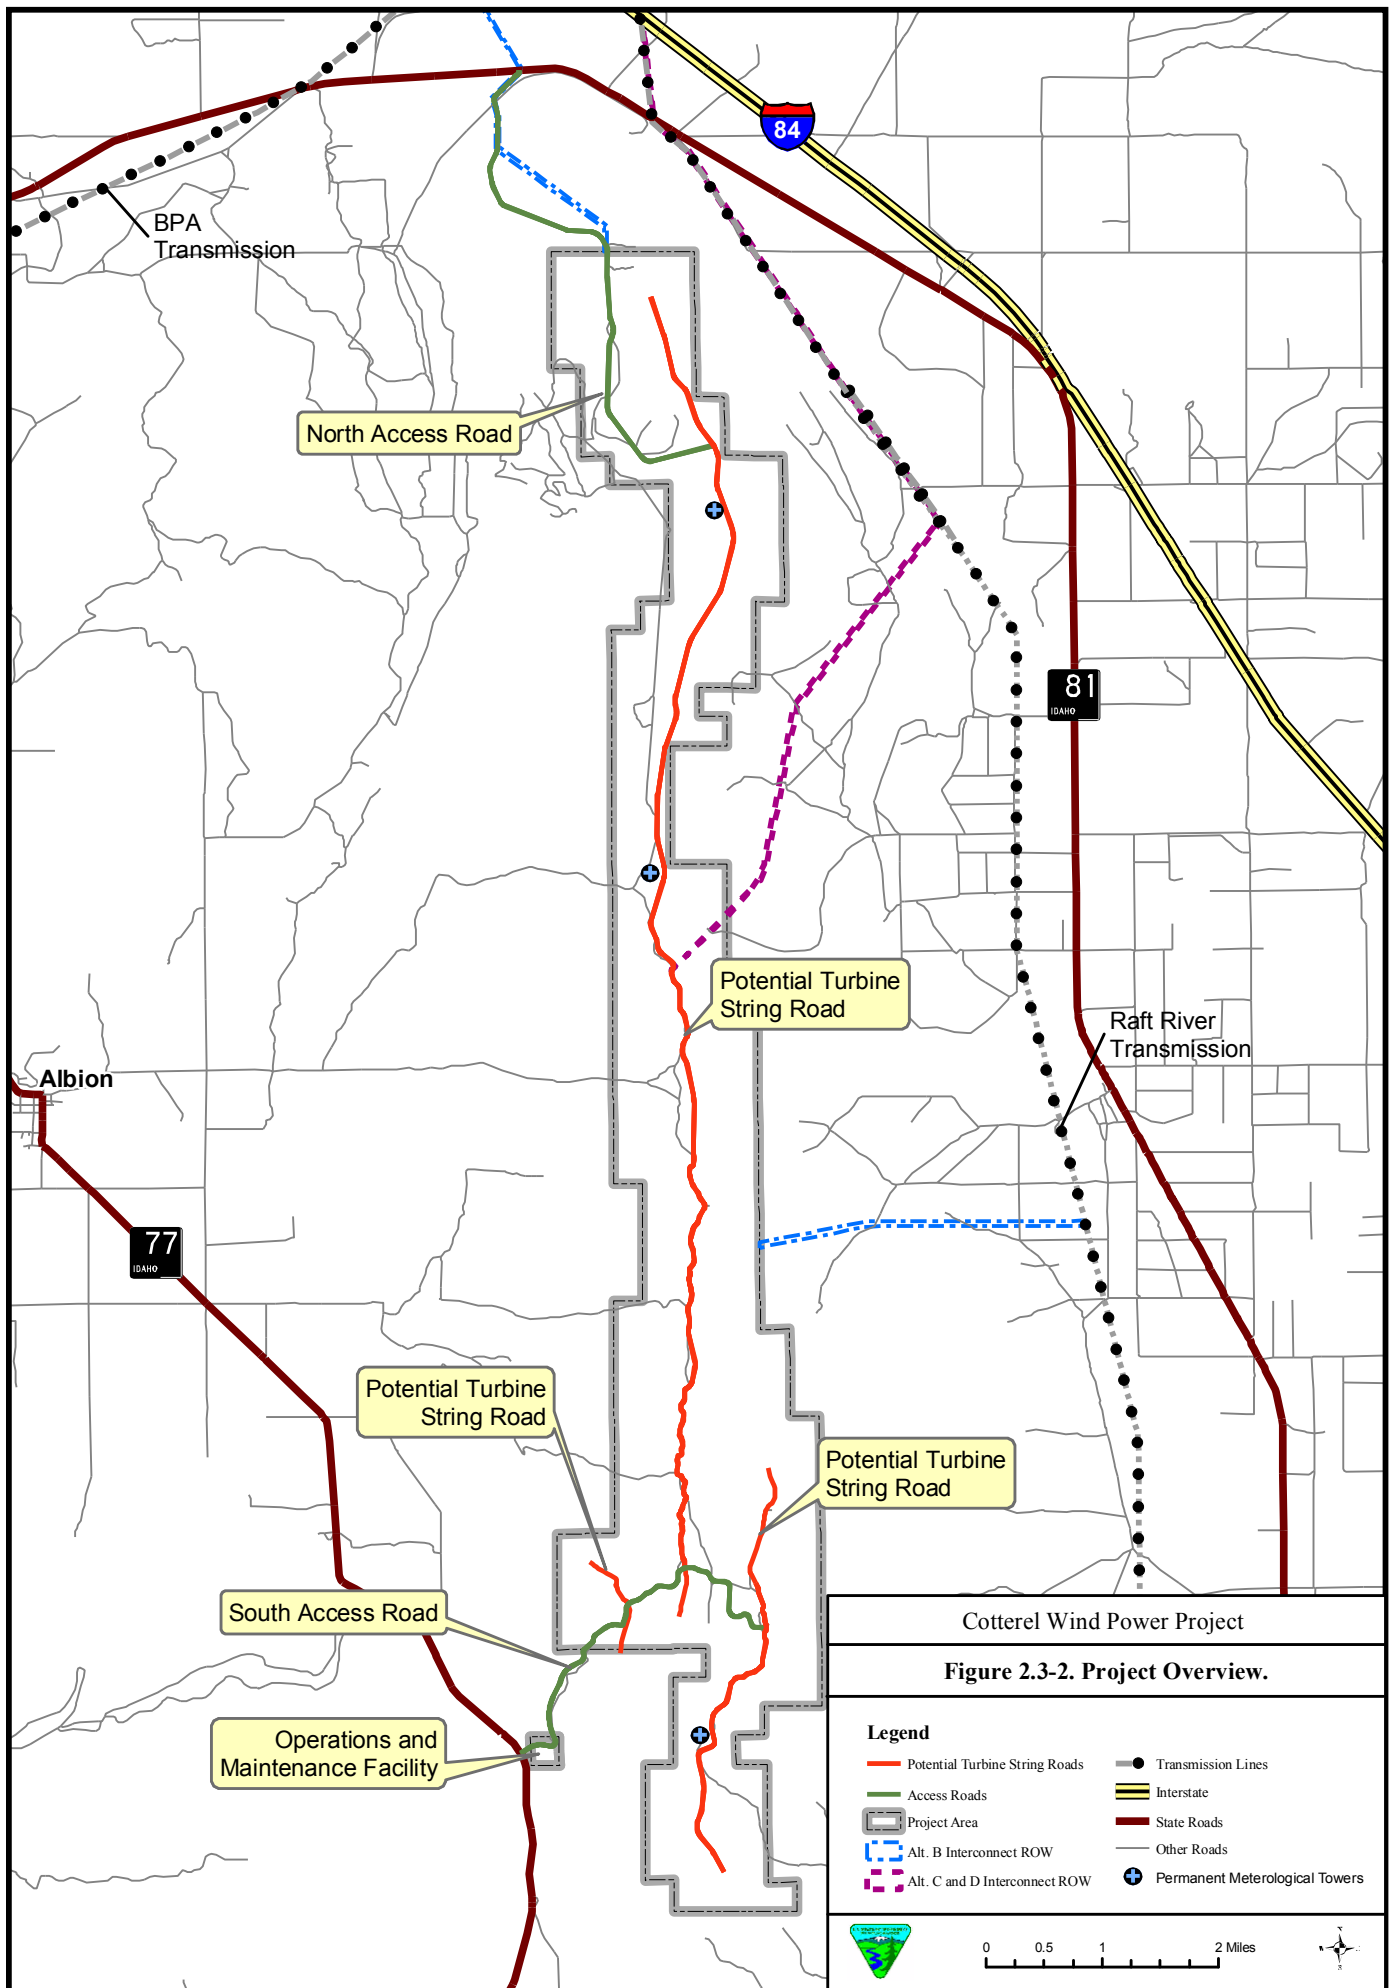 84
BPA
Transmission
North Access Road
81
IDAHO
Potential Turbine
String Road
Raft River
Transmission
Albion
77
IDAHO
Potential Turbine
String Road
Potential Turbine
String Road
South Access Road
Operations and
Maintenance Facility
Cotterel Wind Power Project
Figure 2.3-2. Project Overview.
Legend
Potential Turbine String Roads
Access Roads
Project Area
Alt. B Interconnect ROW
Alt. C and D Interconnect ROW
Transmission Lines
Interstate
State Roads
Other Roads
Permanent Meterological Towers
0 0.5 1 2 Miles